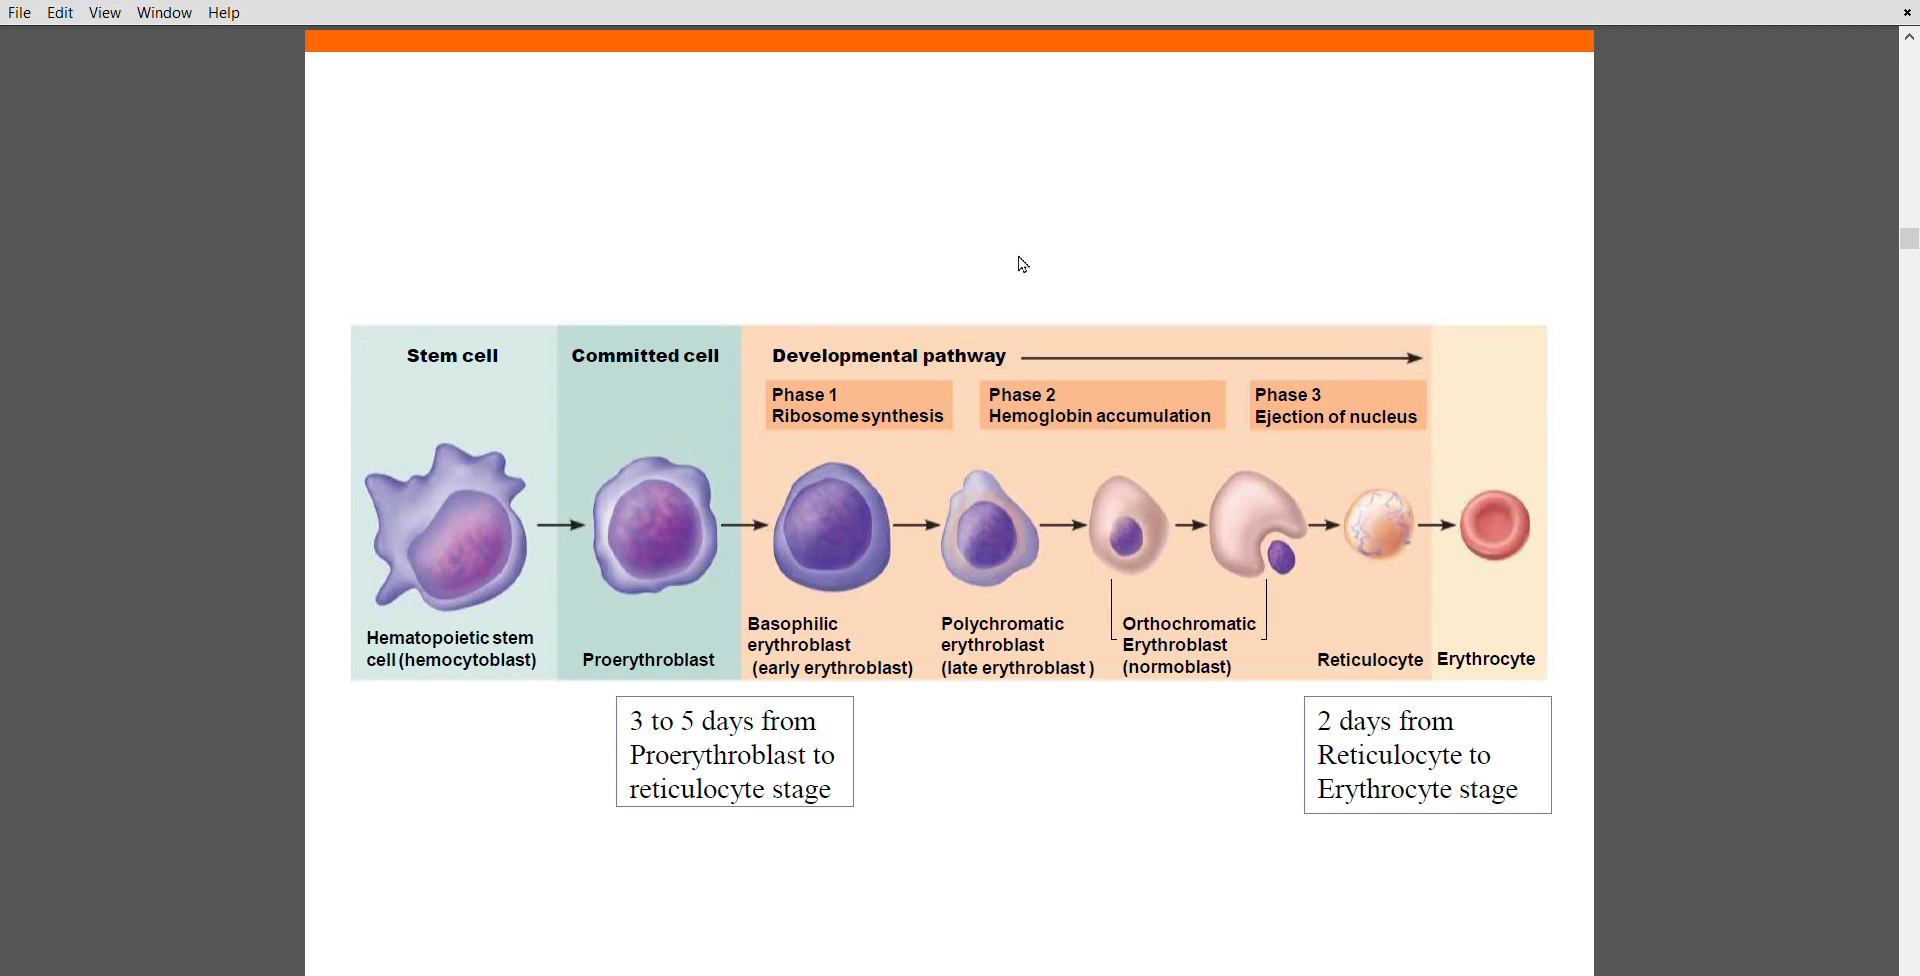 File Edit View Window Help
Stem cell
Committed cell
Developmental pathway
Phase 1
Ribosome synthesis
Phase 2
Hemoglobin accumulation
Phase 3
Ejection of nucleus
Hematopoietic stem
cell (hemocytoblast)
Proerythroblast
Basophilic
erythroblast
(early erythroblast)
Polychromatic
erythroblast
(late erythroblast )
Orthochromatic
Erythroblast
(normoblast)
Reticulocyte
Erythrocyte
3 to 5 days from
Proerythroblast to
reticulocyte stage
2 days from
Reticulocyte to
Erythrocyte stage